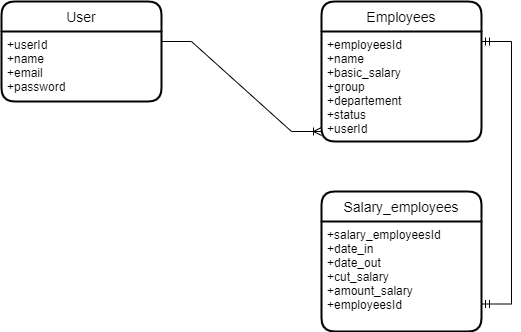 User
+userId
+name
+email
+password
Employees
+employeesId
+name
+basic_salary
+group
+departement
+status
+userId
Salary_employees
+salary_employeesId
+date_in
+date_out
+cut_salary
+amount_salary
+employeesId